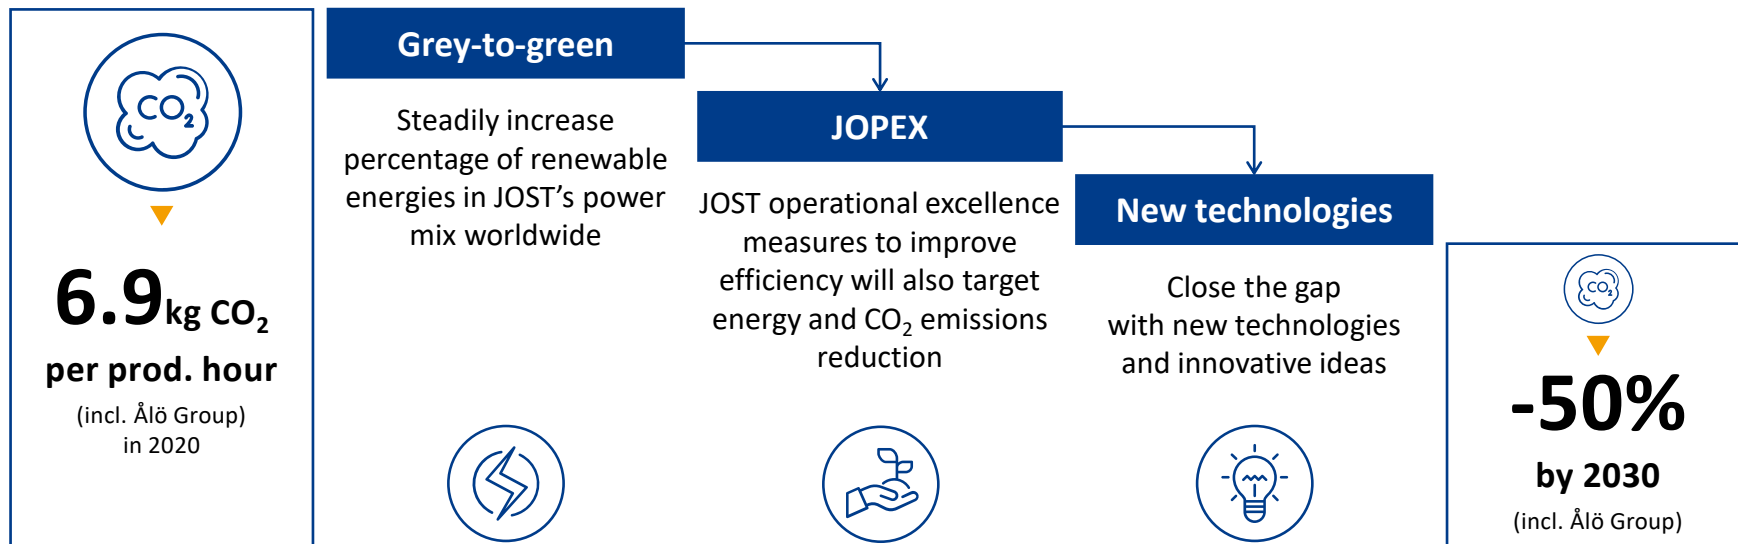 CO₂
6.9kg CO₂
per prod. hour
(incl. Ålö Group)
in 2020
Grey-to-green
Steadily increase
percentage of renewable
energies in JOST’s power
mix worldwide
JOPEX
JOST operational excellence
measures to improve
efficiency will also target
energy and CO₂ emissions
reduction
New technologies
Close the gap
with new technologies
and innovative ideas
CO₂
-50%
by 2030
(incl. Ålö Group)